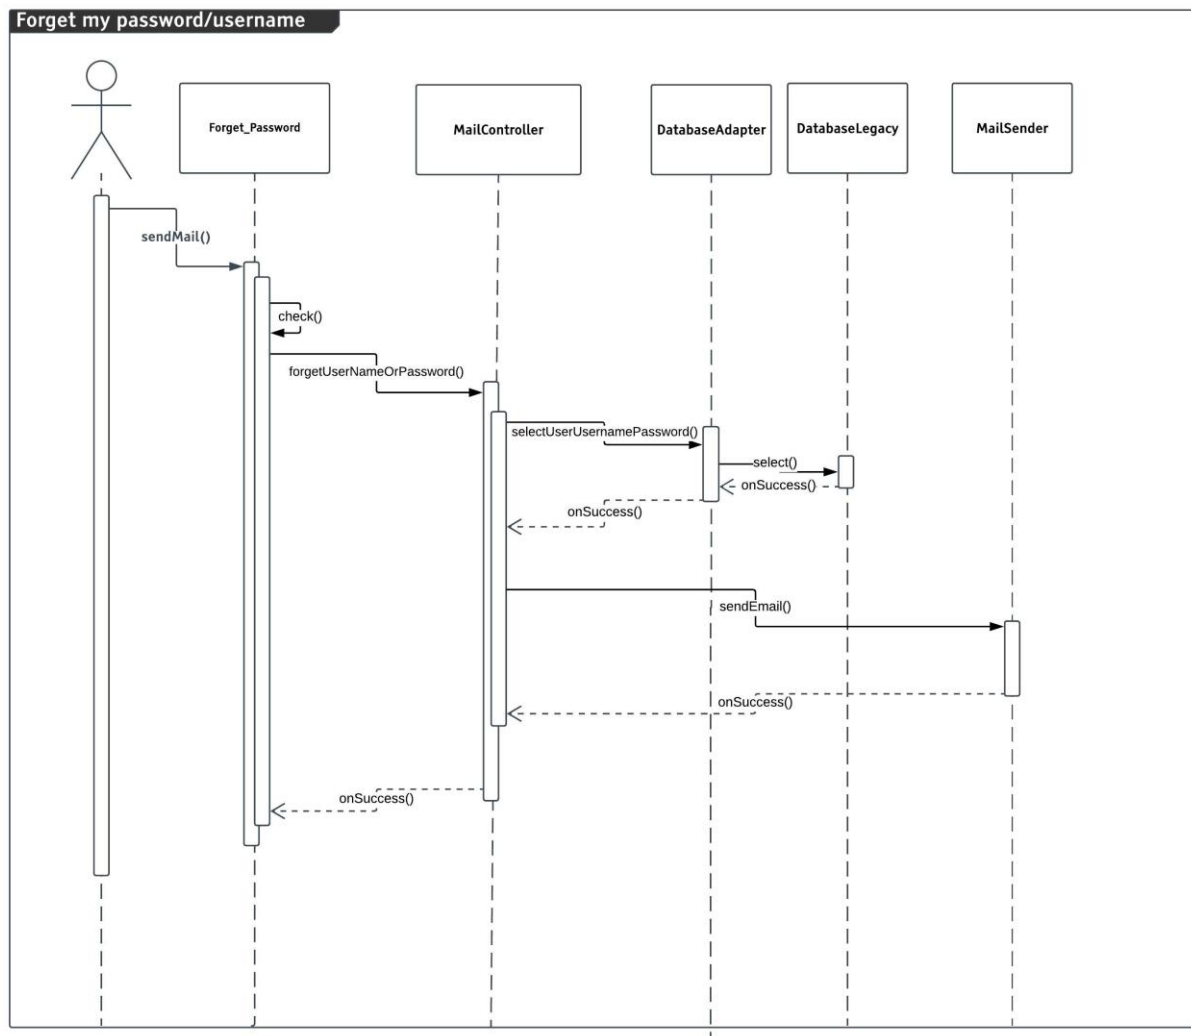 Forget my password/username
Forget_Password
MailController
DatabaseAdapter
DatabaseLegacy
MailSender
sendMail()
check()
forgetUserNameOrPassword()
selectUserUsernamePassword()
select()
onSuccess()
onSuccess()
sendEmail()
onSuccess()
onSuccess()